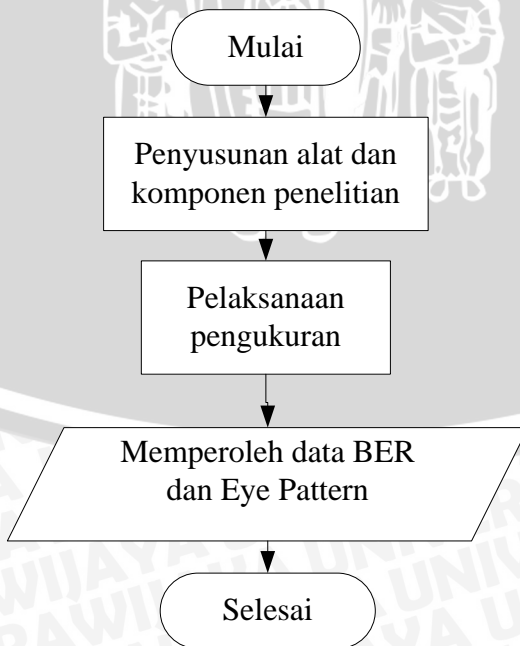 Mulai
Penyusunan alat dan
komponen penelitian
Pelaksanaan
pengukuran
Memperoleh data BER
dan Eye Pattern
Selesai